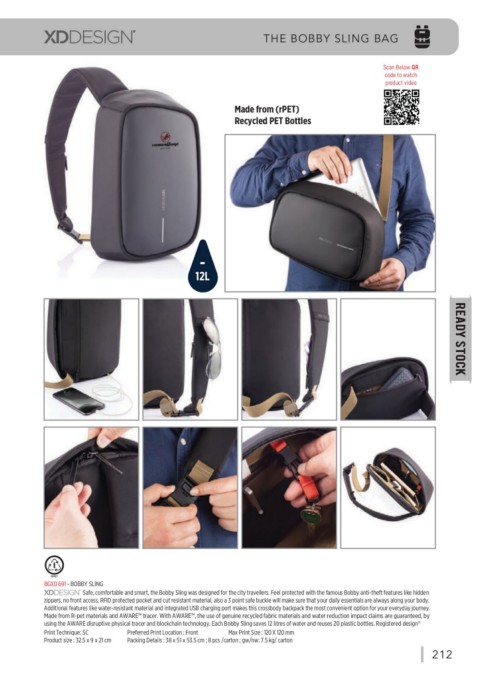 XDDESIGN®
THE BOBBY SLING BAG
Scan Below QR
code to watch
product video
Made from (rPET)
Recycled PET Bottles
12L
READY STOCK
BGXD 691 - BOBBY SLING
XDDESIGN® Safe, comfortable and smart, the Bobby Sling was designed for the city travellers. Feel protected with the famous Bobby anti-theft features like hidden
zippers, no front access, RFID protected pocket and cut resistant material, also a 3 point safe buckle will make sure that your daily essentials are always along your body.
Additional features like water-resistant material and integrated USB charging port makes this crossbody backpack the most convenient option for your everyday journey.
Made from R-pet materials and AWARE™ tracer. With AWARE™, the use of genuine recycled fabric materials and water reduction impact claims are guaranteed, by
using the AWARE disruptive physical tracer and blockchain technology. Each Bobby Sling saves 12 litres of water and reuses 20 plastic bottles. Registered design®
Print Technique: SC Preferred Print Location : Front Max Print Size : 120 X 120 mm
Product size : 32.5 x 9 x 21 cm Packing Details : 38 x 51 x 53.5 cm ; 8 pcs /carton ; gw/nw: 7.5 kg/ carton
212